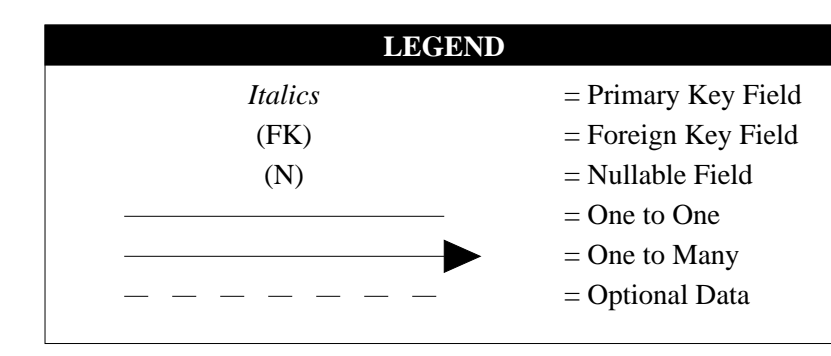 LEGEND
Italics = Primary Key Field
(FK) = Foreign Key Field
(N) = Nullable Field
= One to One
= One to Many
= Optional Data